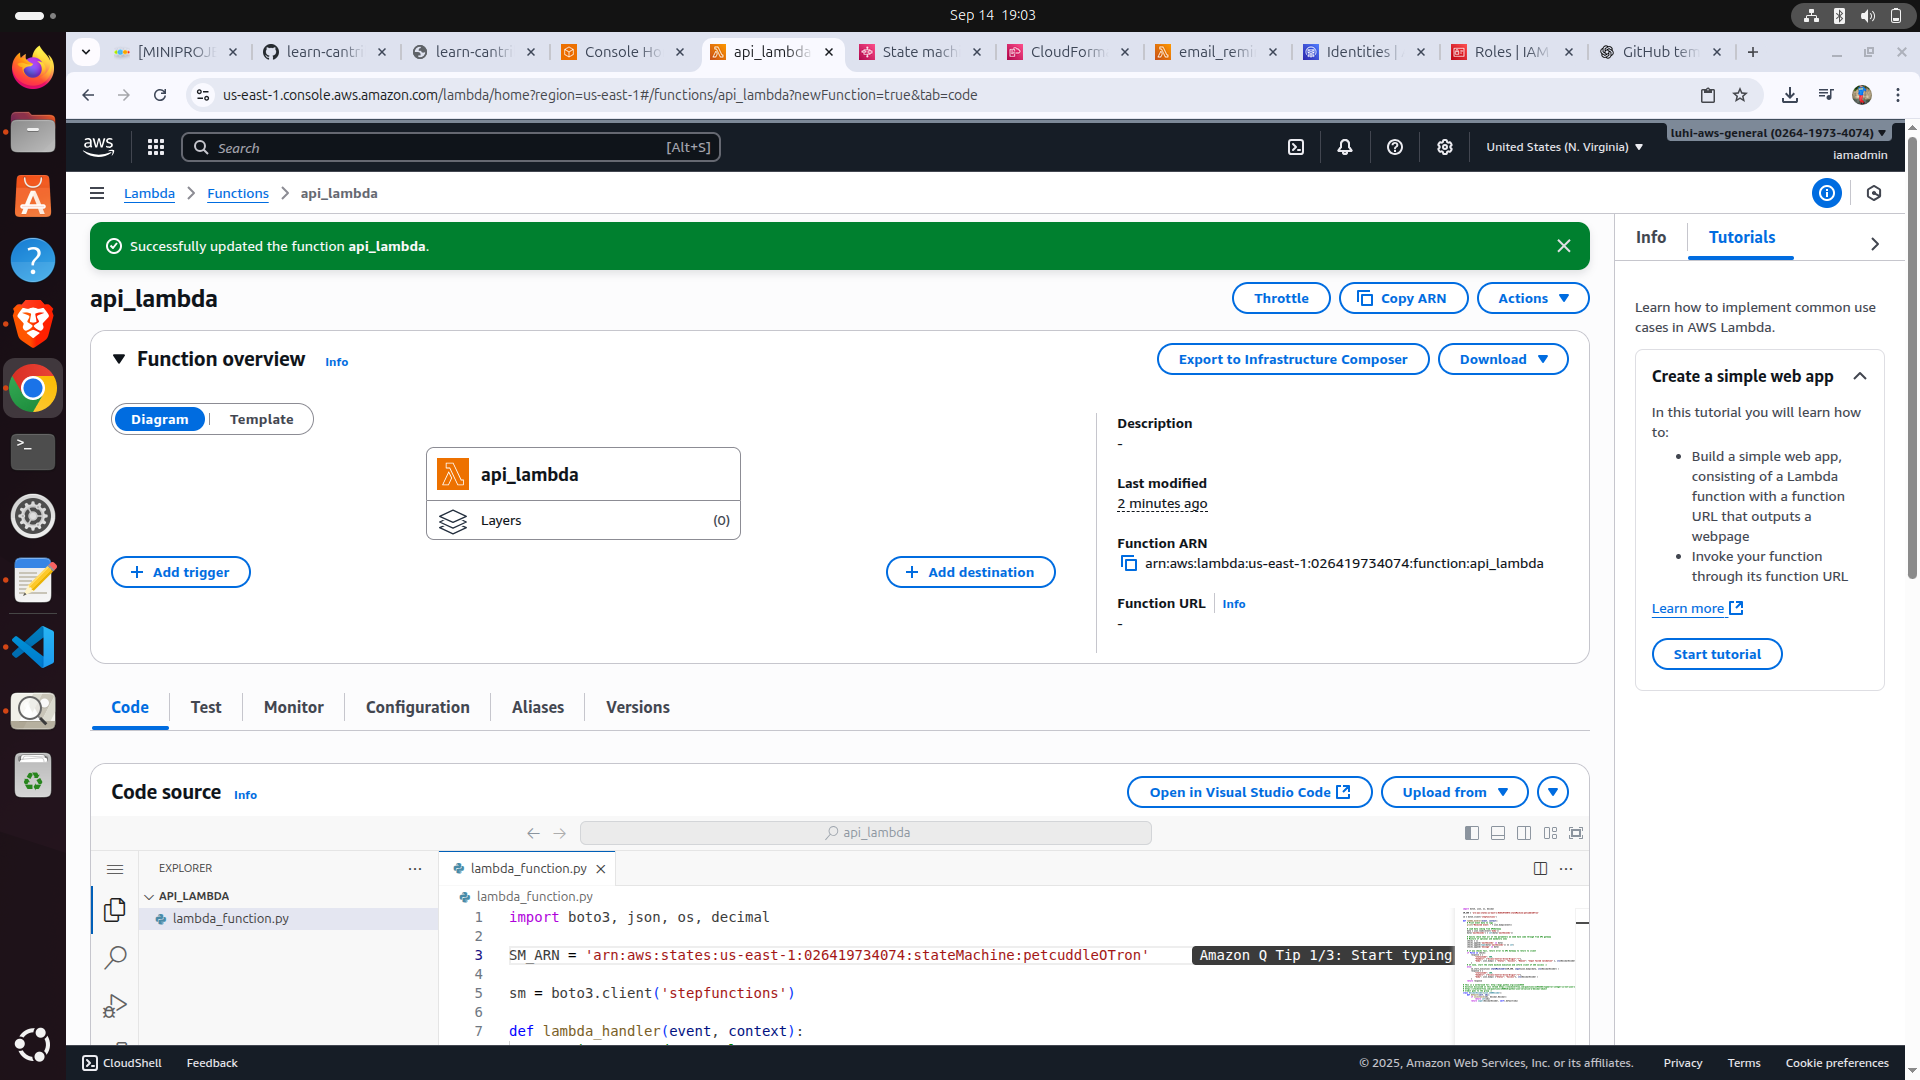 Sep 14 19:03
[MINIPROJE
learn-cantri
learn-cantri
Console Ho
api_lambda
State mach
CloudForm
email_remi
Identities |
Roles | IAM
GitHub tem
us-east-1.console.aws.amazon.com/lambda/home?region=us-east-1#/functions/api_lambda?newFunction=true&tab=code
aws
Search
[Alt+S]
United States (N. Virginia)
luhi-aws-general (0264-1973-4074)
iamadmin
Lambda
Functions
api_lambda
Successfully updated the function api_lambda.
api_lambda
Throttle
Copy ARN
Actions
Function overview
Info
Export to Infrastructure Composer
Download
Diagram
Template
api_lambda
Layers
(0)
Add trigger
Add destination
Description
-
Last modified
2 minutes ago
Function ARN
arn:aws:lambda:us-east-1:026419734074:function:api_lambda
Function URL
Info
-
Info
Tutorials
Learn how to implement common use
cases in AWS Lambda.
Create a simple web app
In this tutorial you will learn how
to:
• Build a simple web app,
consisting of a Lambda
function with a function
URL that outputs a
webpage
• Invoke your function
through its function URL
Learn more
Start tutorial
Code
Test
Monitor
Configuration
Aliases
Versions
Code source
Info
Open in Visual Studio Code
Upload from
api_lambda
EXPLORER
API_LAMBDA
lambda_function.py
lambda_function.py
lambda_function.py
1 import boto3, json, os, decimal
2
3 SM_ARN = 'arn:aws:states:us-east-1:026419734074:stateMachine:petcuddleOTron'
Amazon Q Tip 1/3: Start typing
4
5 sm = boto3.client('stepfunctions')
6
7 def lambda_handler(event, context):
CloudShell
Feedback
© 2025, Amazon Web Services, Inc. or its affiliates.
Privacy
Terms
Cookie preferences